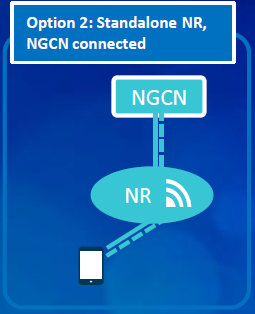 Option 2: Standalone NR,
NGCN connected
NGCN
NR